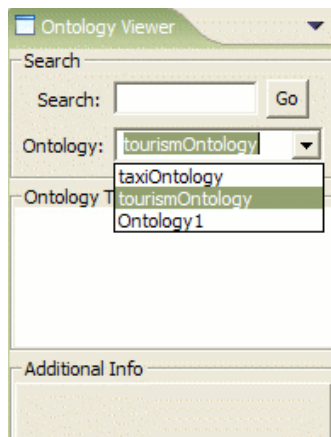 Ontology Viewer
Search
Search:
Go
Ontology: tourismOntology
taxiOntology
Ontology T
tourismOntology
Ontology1
Additional Info